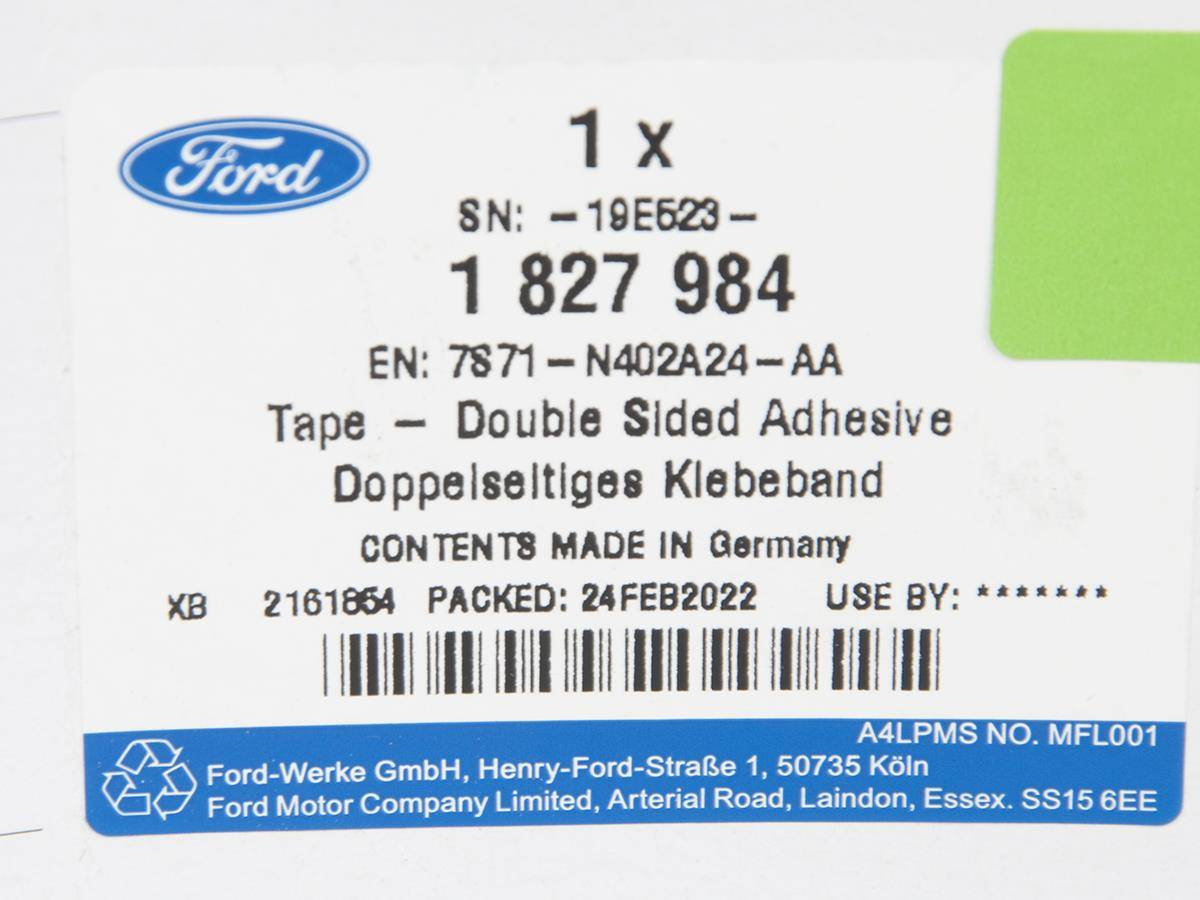 Ford
1 x
SN: -19E523-
1 827 984
EN: 7S71-N402A24-AA
Tape - Double Sided Adhesive
Doppelseitiges Klebeband
CONTENTS MADE IN Germany
XB 2161854 PACKED: 24FEB2022 USE BY: *******
A4LPMS NO. MFL001
Ford-Werke GmbH, Henry-Ford-Straße 1, 50735 Köln
Ford Motor Company Limited, Arterial Road, Laindon, Essex. SS15 6EE